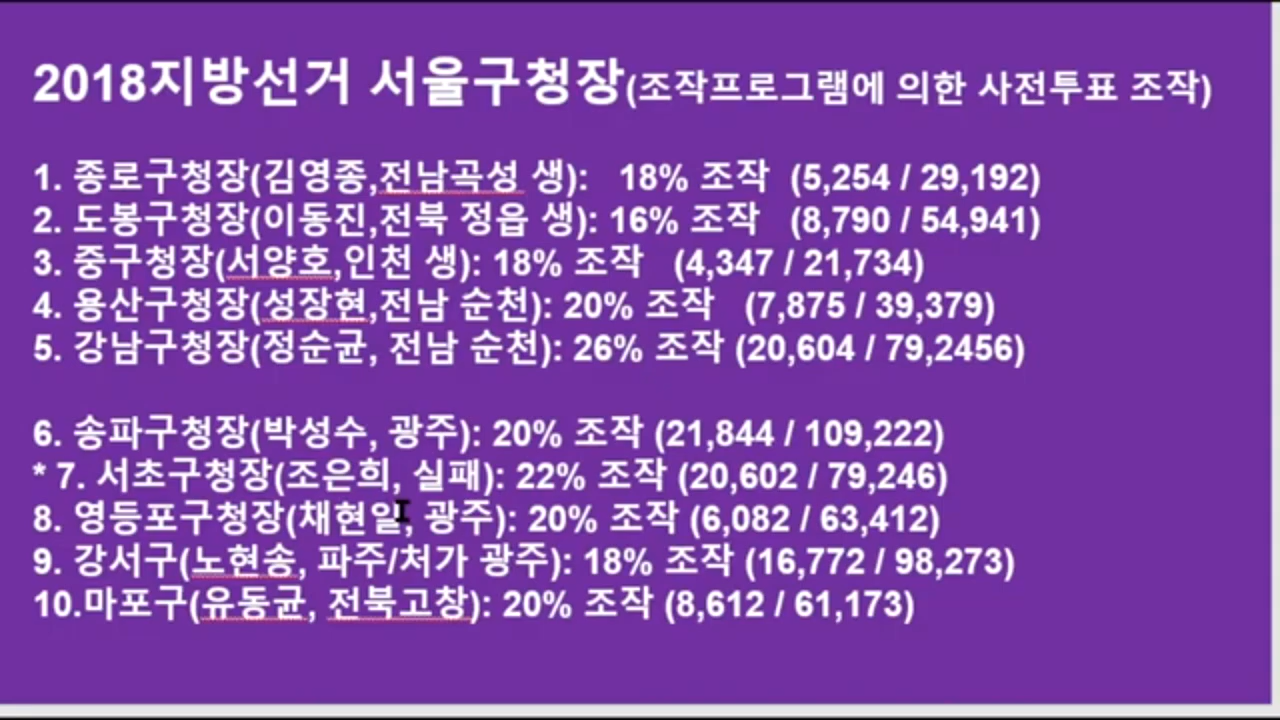 2018지방선거 서울구청장(조작프로그램에 의한 사전투표 조작)
1. 종로구청장(김영종,전남곡성 생): 18% 조작 (5,254 / 29,192)
2. 도봉구청장(이동진,전북 정읍 생): 16% 조작 (8,790 / 54,941)
3. 중구청장(서양호,인천 생): 18% 조작 (4,347 / 21,734)
4. 용산구청장(성장현,전남 순천): 20% 조작 (7,875 / 39,379)
5. 강남구청장(정순균, 전남 순천): 26% 조작 (20,604 / 79,2456)
6. 송파구청장(박성수, 광주): 20% 조작 (21,844 / 109,222)
* 7. 서초구청장(조은희, 실패): 22% 조작 (20,602 / 79,246)
8. 영등포구청장(채현일, 광주): 20% 조작 (6,082 / 63,412)
9. 강서구(노현송, 파주/처가 광주): 18% 조작 (16,772 / 98,273)
10.마포구(유동균, 전북고창): 20% 조작 (8,612 / 61,173)